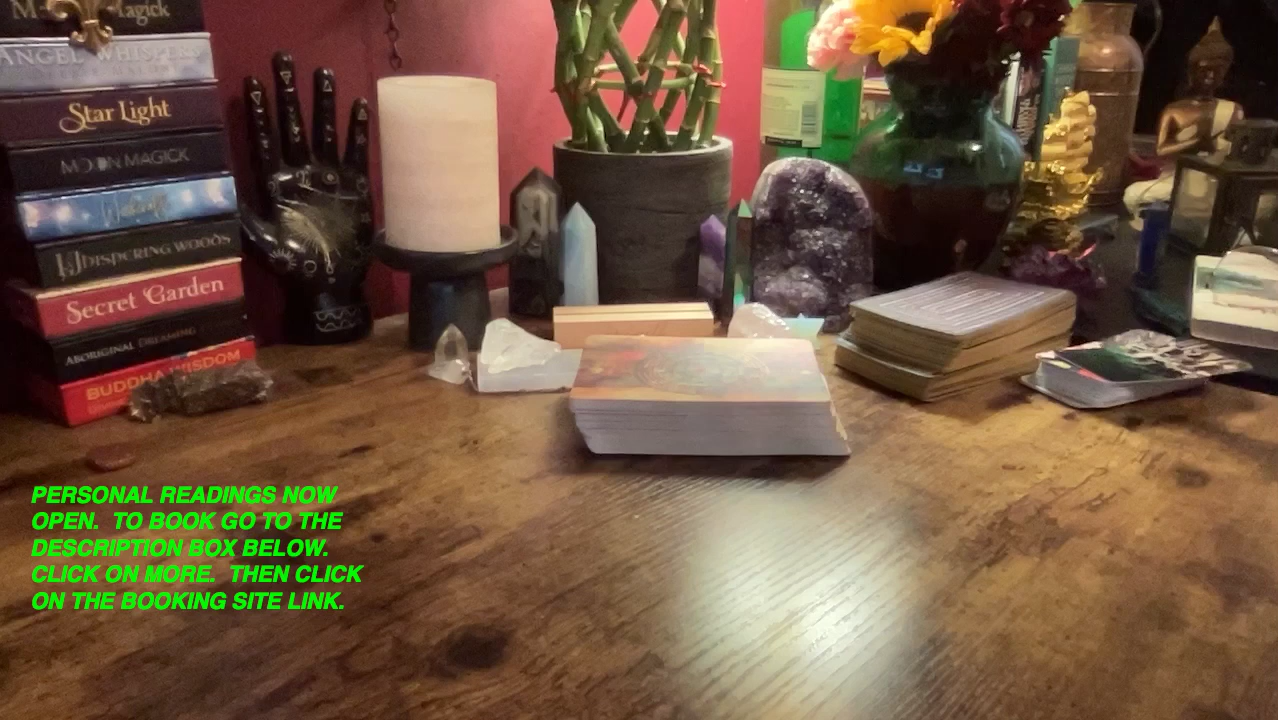 Magick
ANGEL WHISPERS
Star Light
MOON MAGICK
WHISPERING WOODS
Secret Garden
ABORIGINAL DREAMING
BUDDHA WISDOM
PERSONAL READINGS NOW
OPEN. TO BOOK GO TO THE
DESCRIPTION BOX BELOW.
CLICK ON MORE. THEN CLICK
ON THE BOOKING SITE LINK.